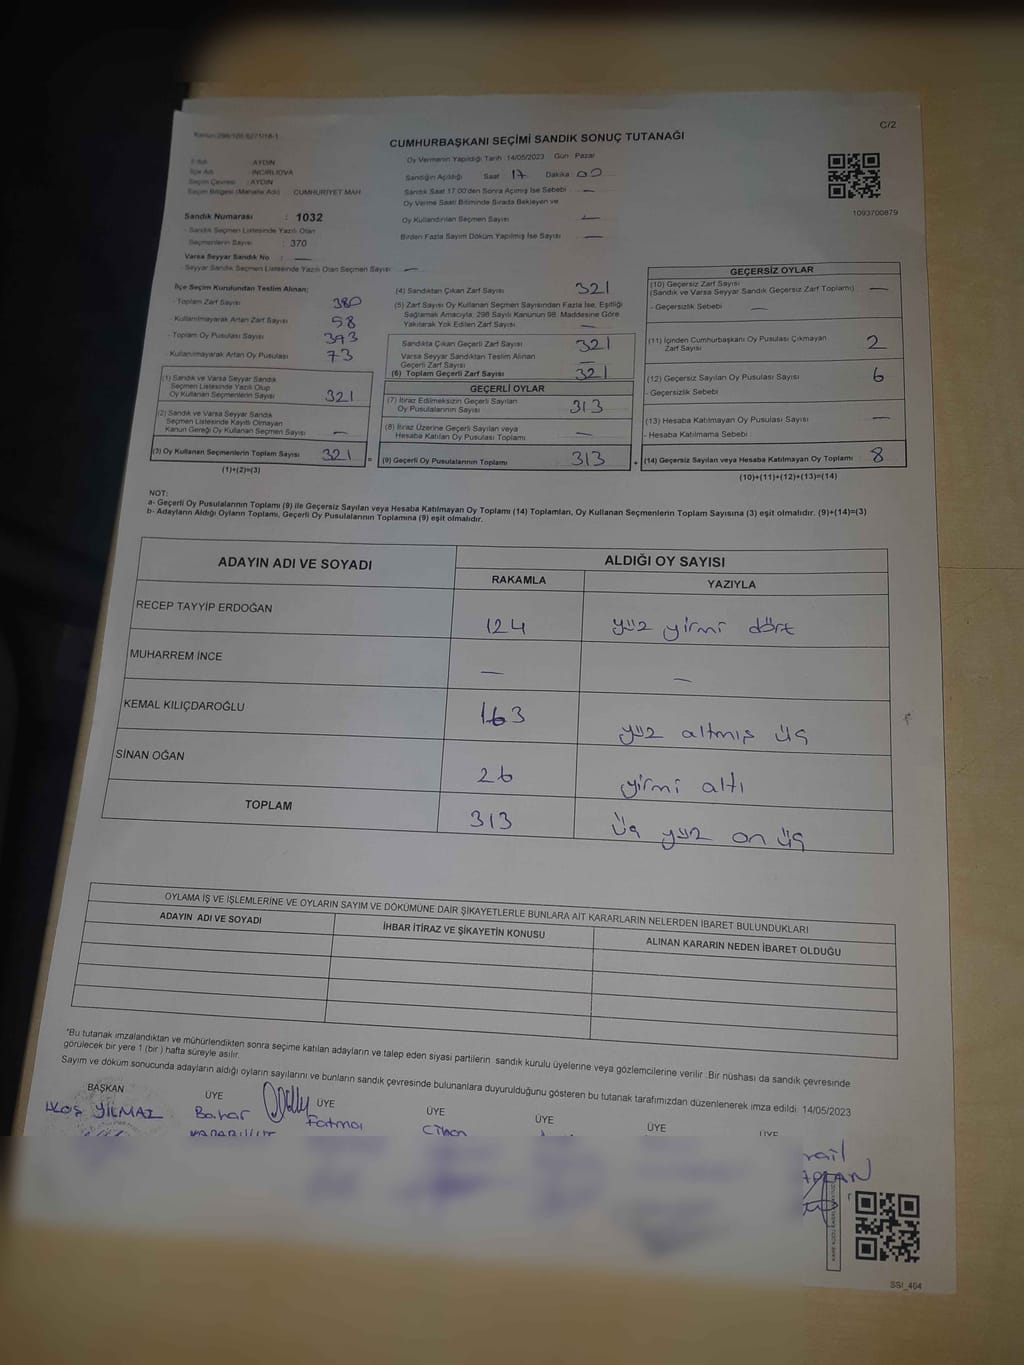 C/2
CUMHURBAŞKANI SEÇİMİ SANDIK SONUÇ TUTANAĞI
Oy Vermenin Yapıldığı Tarih : 14/05/2023 Gün : Pazar
İl Adı : AYDIN
İlçe Adı : İNCİRLİOVA
Seçim Çevresi : AYDIN
Seçim Bölgesi (Mahalle Adı) : CUMHURİYET MAH.
Sandığın Açıldığı Saat 17 Dakika 00
Sandık Saat 17:00'den Sonra Açılmış İse Sebebi —
Oy Verme Saati Bitiminde Sırada Bekleyen ve
Oy Kullandırılan Seçmen Sayısı —
Birden Fazla Sayım Döküm Yapılmış İse Sayısı —
1093700879
Sandık Numarası : 1032
- Sandık Seçmen Listesinde Yazılı Olan
Seçmenlerin Sayısı : 370
Varsa Seyyar Sandık No : —
- Seyyar Sandık Seçmen Listesinde Yazılı Olan Seçmen Sayısı : —
İlçe Seçim Kurulundan Teslim Alınan:
- Toplam Zarf Sayısı 380
- Kullanılmayarak Artan Zarf Sayısı 58
- Toplam Oy Pusulası Sayısı 393
- Kullanılmayarak Artan Oy Pusulası 73
(1) Sandık ve Varsa Seyyar Sandık
Seçmen Listesinde Yazılı Olup
Oy Kullanan Seçmenlerin Sayısı 321
(2) Sandık ve Varsa Seyyar Sandık
Seçmen Listesinde Kayıtlı Olmayan
Kanun Gereği Oy Kullanan Seçmen Sayısı —
(3) Oy Kullanan Seçmenlerin Toplam Sayısı 321
(1)+(2)=(3)
(4) Sandıktan Çıkan Zarf Sayısı 321
(5) Zarf Sayısı Oy Kullanan Seçmen Sayısından Fazla İse, Eşitliği
Sağlamak Amacıyla, 298 Sayılı Kanunun 98. Maddesine Göre
Yakılarak Yok Edilen Zarf Sayısı —
Sandıkta Çıkan Geçerli Zarf Sayısı 321
Varsa Seyyar Sandıktan Teslim Alınan
Geçerli Zarf Sayısı —
(6) Toplam Geçerli Zarf Sayısı 321
GEÇERLİ OYLAR
(7) İtiraz Edilmeksizin Geçerli Sayılan
Oy Pusulalarının Sayısı 313
(8) İtiraz Üzerine Geçerli Sayılan veya
Hesaba Katılan Oy Pusulası Toplamı —
(9) Geçerli Oy Pusulalarının Toplamı 313
GEÇERSİZ OYLAR
(10) Geçersiz Zarf Sayısı
(Sandık ve Varsa Seyyar Sandık Geçersiz Zarf Toplamı) —
- Geçersizlik Sebebi —
(11) İçinden Cumhurbaşkanı Oy Pusulası Çıkmayan
Zarf Sayısı 2
(12) Geçersiz Sayılan Oy Pusulası Sayısı 6
- Geçersizlik Sebebi
(13) Hesaba Katılmayan Oy Pusulası Sayısı —
- Hesaba Katılmama Sebebi
(14) Geçersiz Sayılan veya Hesaba Katılmayan Oy Toplamı 8
(10)+(11)+(12)+(13)=(14)
NOT:
a- Geçerli Oy Pusulalarının Toplamı (9) ile Geçersiz Sayılan veya Hesaba Katılmayan Oy Toplamı (14) Toplamları, Oy Kullanan Seçmenlerin Toplam Sayısına (3) eşit olmalıdır. (9)+(14)=(3)
b- Adayların Aldığı Oyların Toplamı, Geçerli Oy Pusulalarının Toplamına (9) eşit olmalıdır.
ADAYIN ADI VE SOYADI ALDIĞI OY SAYISI
RAKAMLA YAZIYLA
RECEP TAYYİP ERDOĞAN 124 yüz yirmi dört
MUHARREM İNCE — —
KEMAL KILIÇDAROĞLU 163 yüz altmış üç
SİNAN OĞAN 26 yirmi altı
TOPLAM 313 üç yüz on üç
OYLAMA İŞ VE İŞLEMLERİNE VE OYLARIN SAYIM VE DÖKÜMÜNE DAİR ŞİKAYETLERLE BUNLARA AİT KARARLARIN NELERDEN İBARET BULUNDUKLARI
ADAYIN ADI VE SOYADI İHBAR İTİRAZ VE ŞİKAYETİN KONUSU ALINAN KARARIN NEDEN İBARET OLDUĞU
*Bu tutanak imzalandıktan ve mühürlendikten sonra seçime katılan adayların ve talep eden siyasi partilerin sandık kurulu üyelerine veya gözlemcilerine verilir. Bir nüshası da sandık çevresinde
görülecek bir yere 1 (bir) hafta süreyle asılır.
Sayım ve döküm sonucunda adayların aldığı oyların sayılarını ve bunların sandık çevresinde bulunanlara duyurulduğunu gösteren bu tutanak tarafımızdan düzenlenerek imza edildi. 14/05/2023
BAŞKAN ÜYE ÜYE ÜYE ÜYE ÜYE ÜYE
YILMAZ Bahar Fatma Cihan
SSI_464